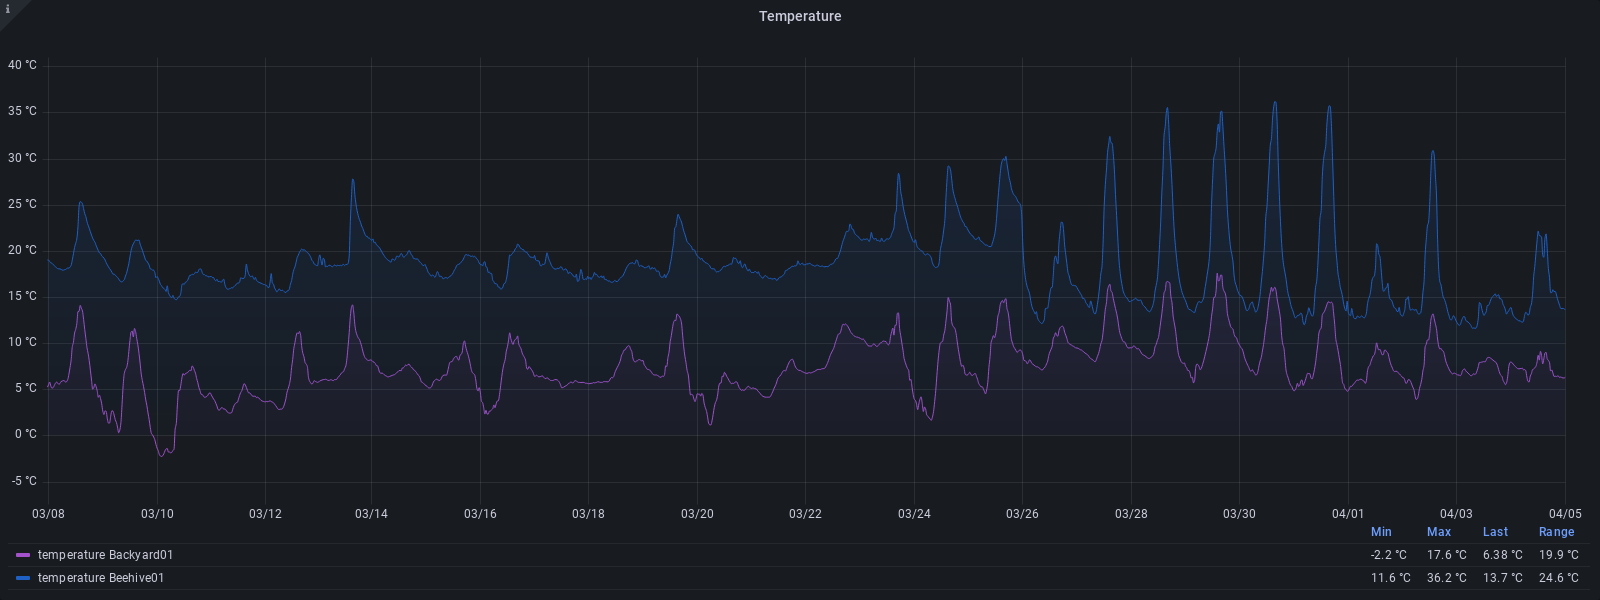 i
Temperature
40 °C
35 °C
30 °C
25 °C
20 °C
15 °C
10 °C
5 °C
0 °C
-5 °C
03/08 03/10 03/12 03/14 03/16 03/18 03/20 03/22 03/24 03/26 03/28 03/30 04/01 04/03 04/05
Min Max Last Range
temperature Backyard01 -2.2 °C 17.6 °C 6.38 °C 19.9 °C
temperature Beehive01 11.6 °C 36.2 °C 13.7 °C 24.6 °C